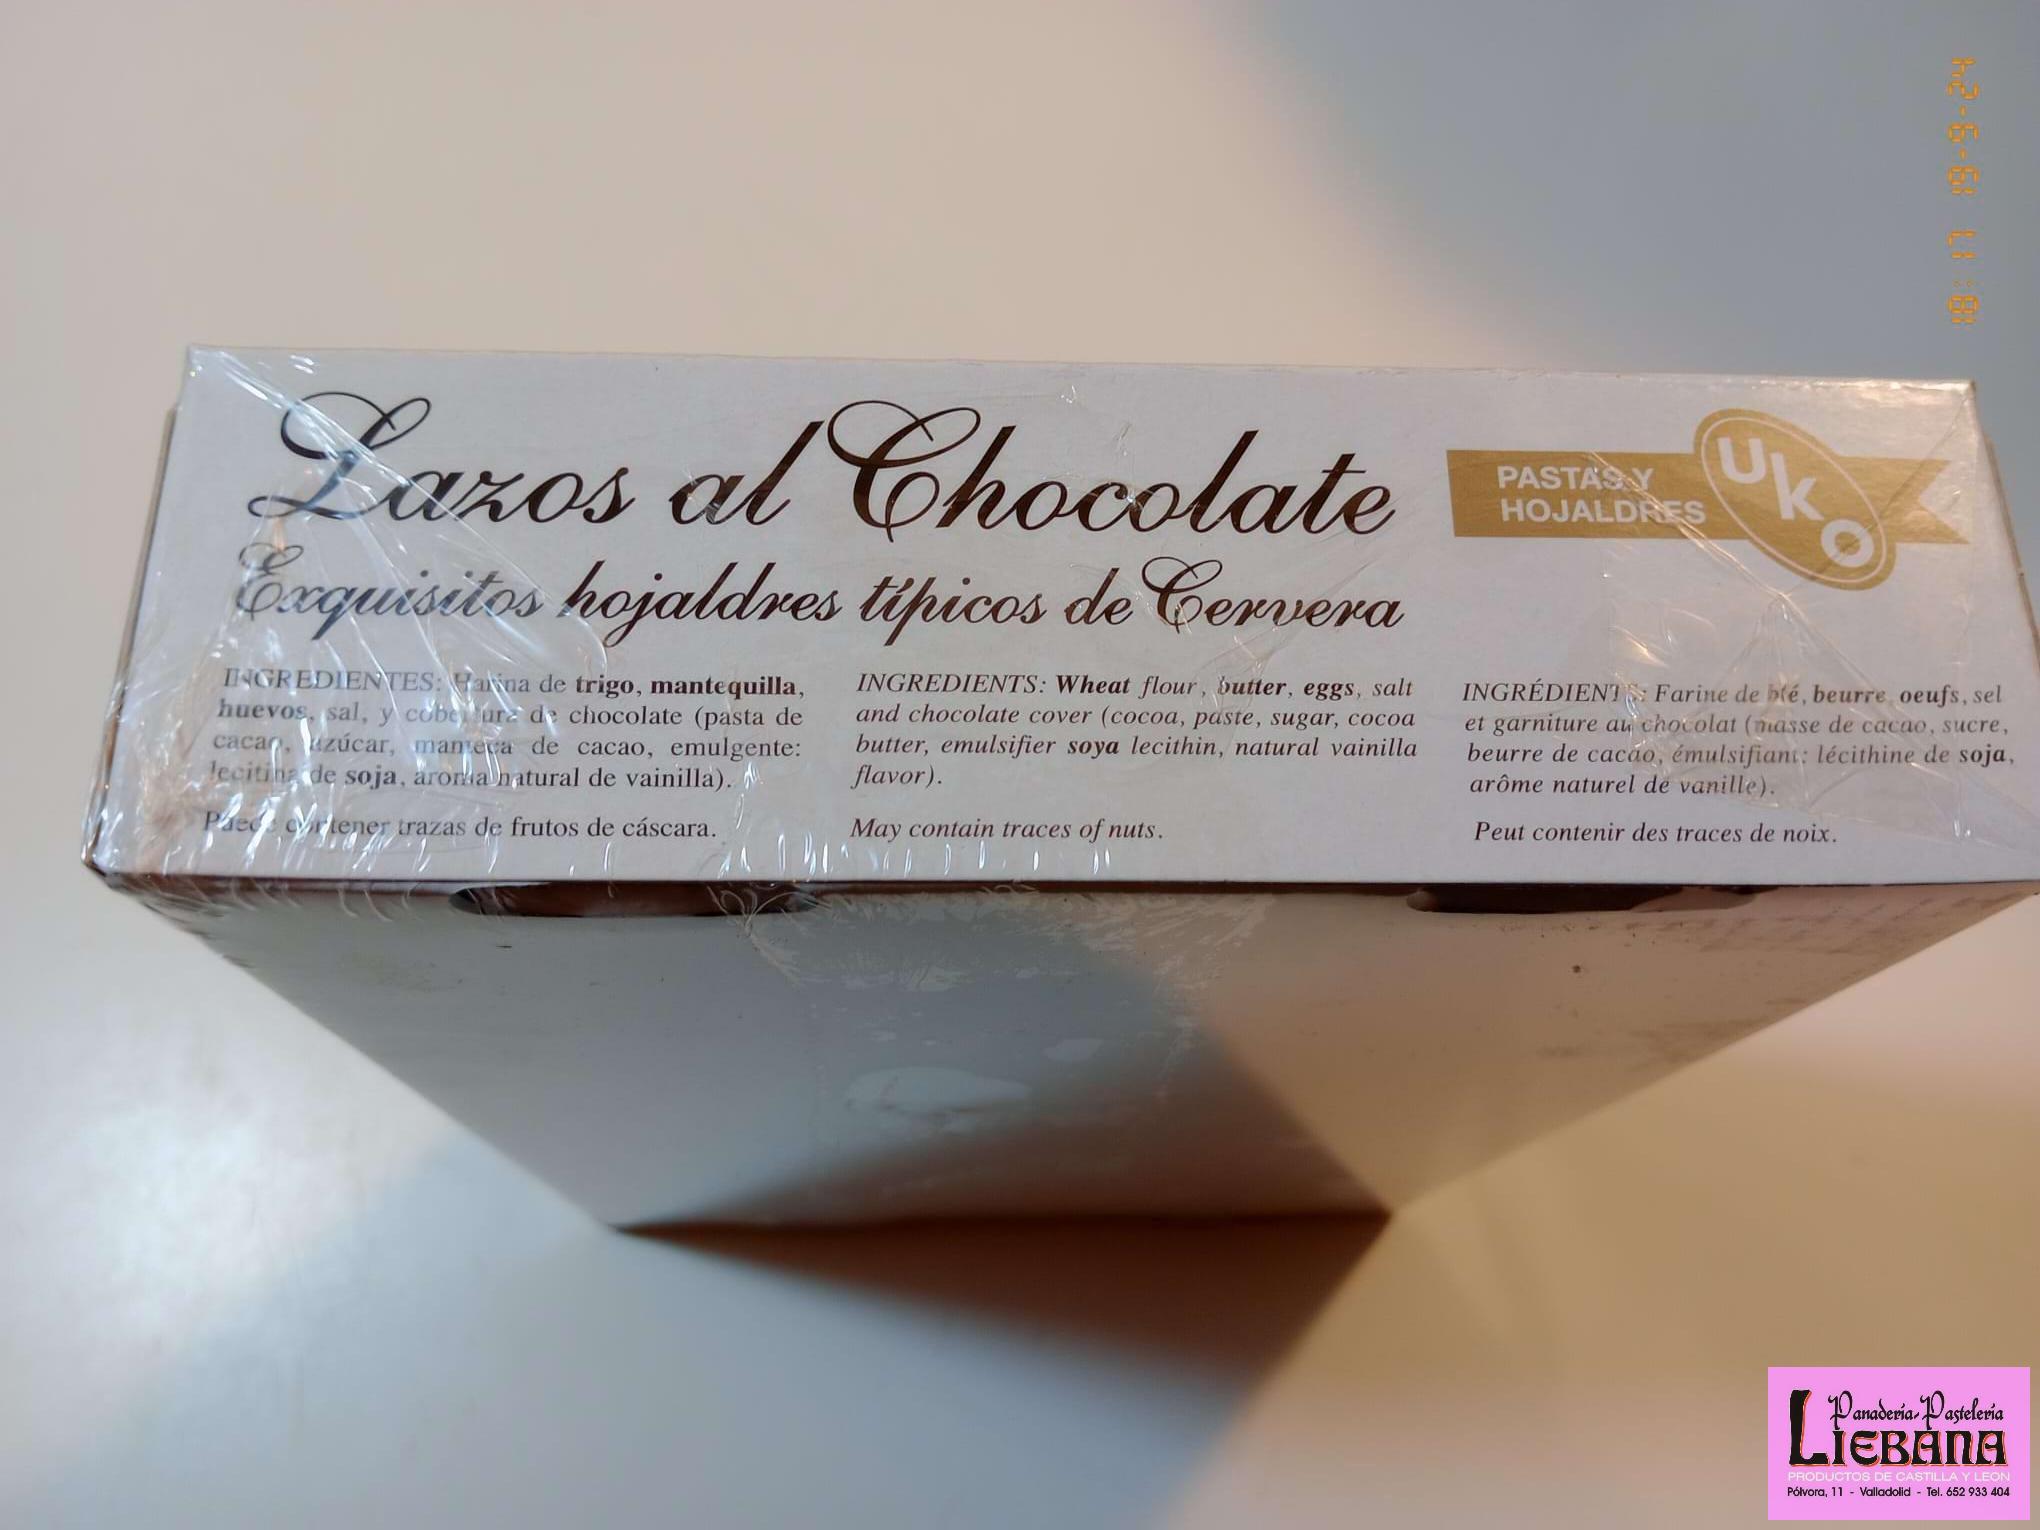 Lazos al Chocolate
Exquisitos hojaldres típicos de Cervera
PASTAS Y
HOJALDRES
UKO
INGREDIENTES: Harina de trigo, mantequilla,
huevos, sal, y cobertura de chocolate (pasta de
cacao, azúcar, manteca de cacao, emulgente:
lecitina de soja, aroma natural de vainilla).
Puede contener trazas de frutos de cáscara.
INGREDIENTS: Wheat flour, butter, eggs, salt
and chocolate cover (cocoa, paste, sugar, cocoa
butter, emulsifier soya lecithin, natural vainilla
flavor).
May contain traces of nuts.
INGRÉDIENTS: Farine de blé, beurre, oeufs, sel
et garniture au chocolat (masse de cacao, sucre,
beurre de cacao, émulsifiant: lécithine de soja,
arôme naturel de vanille).
Peut contenir des traces de noix.
18:17 19-9-24
Panadería-Pastelería
LIEBANA
PRODUCTOS DE CASTILLA Y LEON
Pólvora, 11 - Valladolid - Tel. 652 933 404